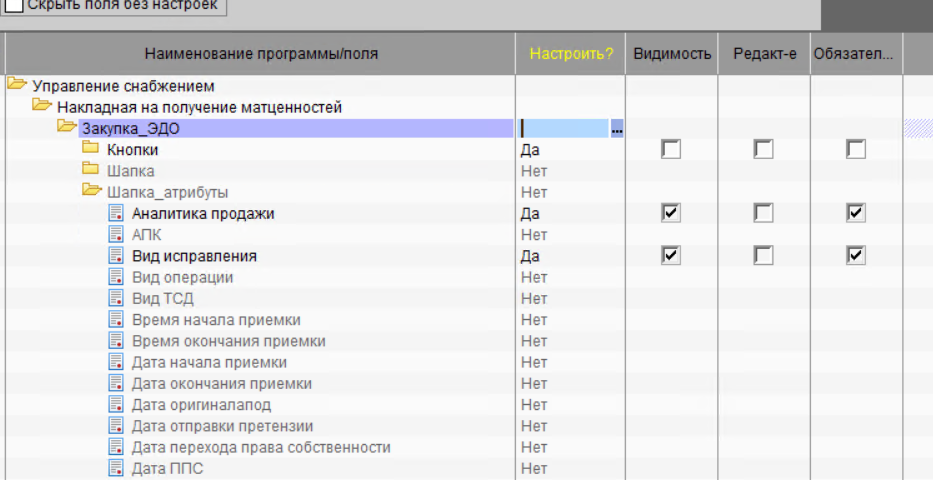 Скрыть поля без настроек
Наименование программы/поля Настроить? Видимость Редакт-е Обязател...
Управление снабжением
Накладная на получение матценностей
Закупка_ЭДО ...
Кнопки Да
Шапка Нет
Шапка_атрибуты Нет
Аналитика продажи Да
АПК Нет
Вид исправления Да
Вид операции Нет
Вид ТСД Нет
Время начала приемки Нет
Время окончания приемки Нет
Дата начала приемки Нет
Дата окончания приемки Нет
Дата оригиналапод Нет
Дата отправки претензии Нет
Дата перехода права собственности Нет
Дата ППС Нет